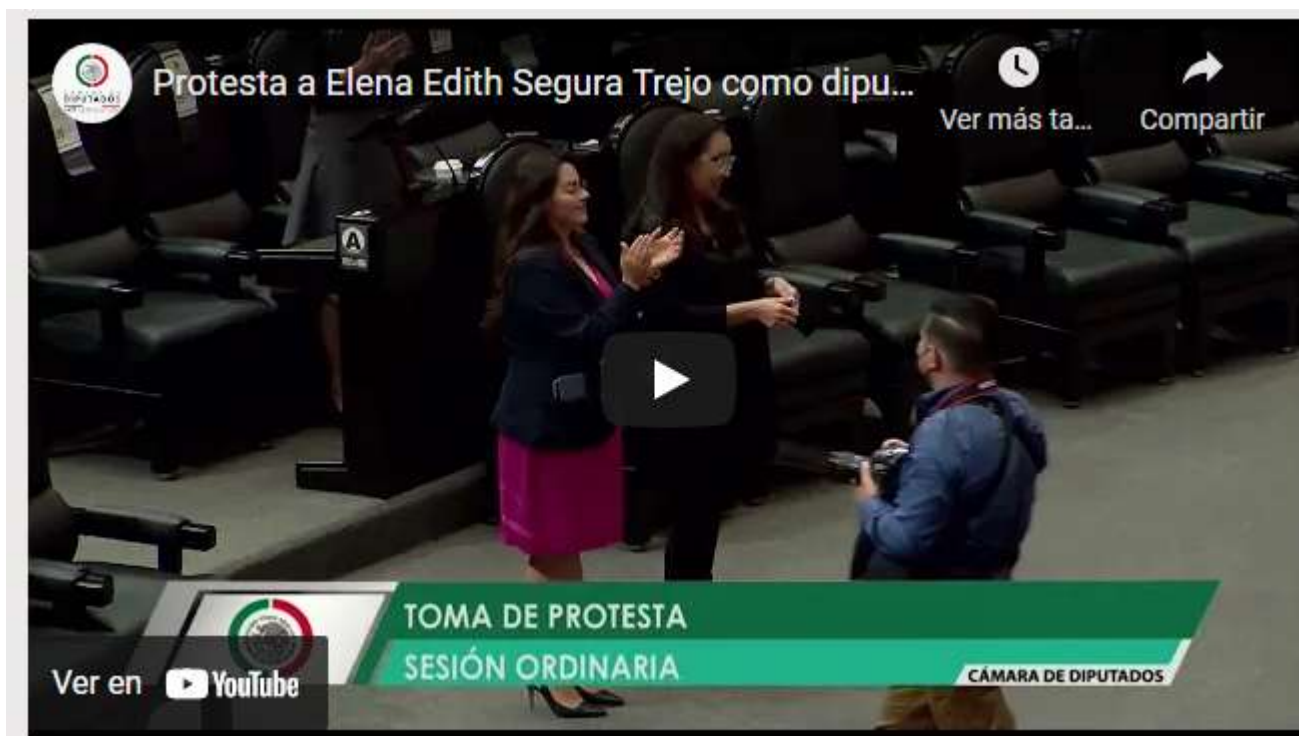 Protesta a Elena Edith Segura Trejo como dipu...
Ver más ta...
Compartir
DIPUTADOS
A
TOMA DE PROTESTA
SESIÓN ORDINARIA
CÁMARA DE DIPUTADOS
Ver en YouTube